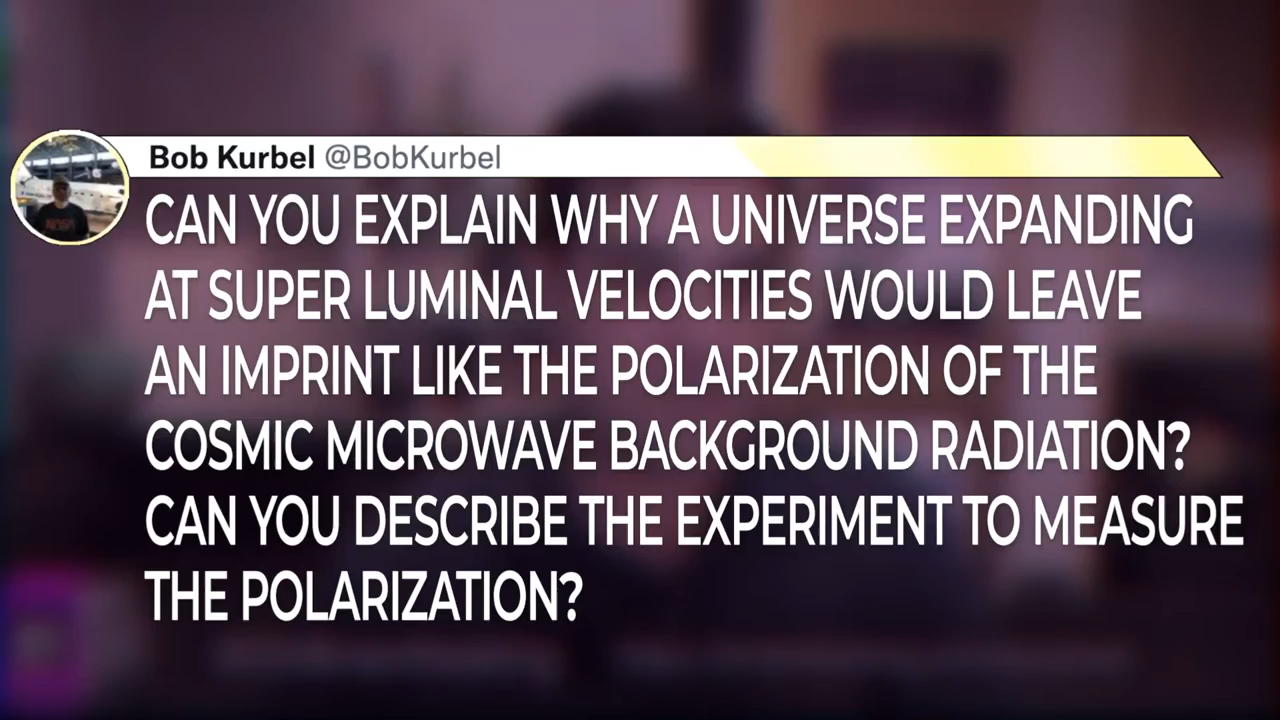 Bob Kurbel @BobKurbel
CAN YOU EXPLAIN WHY A UNIVERSE EXPANDING
AT SUPER LUMINAL VELOCITIES WOULD LEAVE
AN IMPRINT LIKE THE POLARIZATION OF THE
COSMIC MICROWAVE BACKGROUND RADIATION?
CAN YOU DESCRIBE THE EXPERIMENT TO MEASURE
THE POLARIZATION?